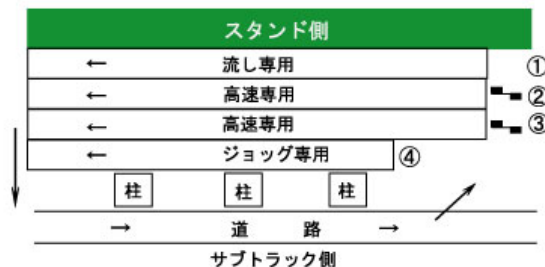 スタンド側
← 流し専用 ①
← 高速専用 ②
← 高速専用 ③
← ジョッグ専用 ④
柱 柱 柱
→ 道 路 →
サブトラック側